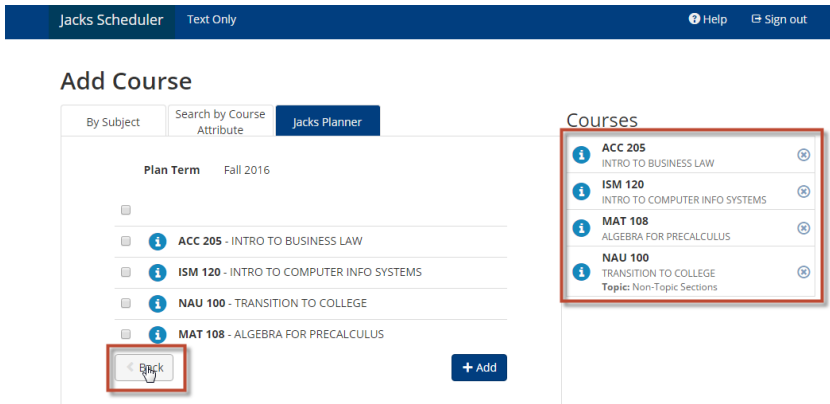 Jacks Scheduler
Text Only
Help
Sign out
Add Course
By Subject
Search by Course
Attribute
Jacks Planner
Plan Term
Fall 2016
ACC 205 - INTRO TO BUSINESS LAW
ISM 120 - INTRO TO COMPUTER INFO SYSTEMS
NAU 100 - TRANSITION TO COLLEGE
MAT 108 - ALGEBRA FOR PRECALCULUS
< Back
+ Add
Courses
ACC 205
INTRO TO BUSINESS LAW
ISM 120
INTRO TO COMPUTER INFO SYSTEMS
MAT 108
ALGEBRA FOR PRECALCULUS
NAU 100
TRANSITION TO COLLEGE
Topic: Non-Topic Sections